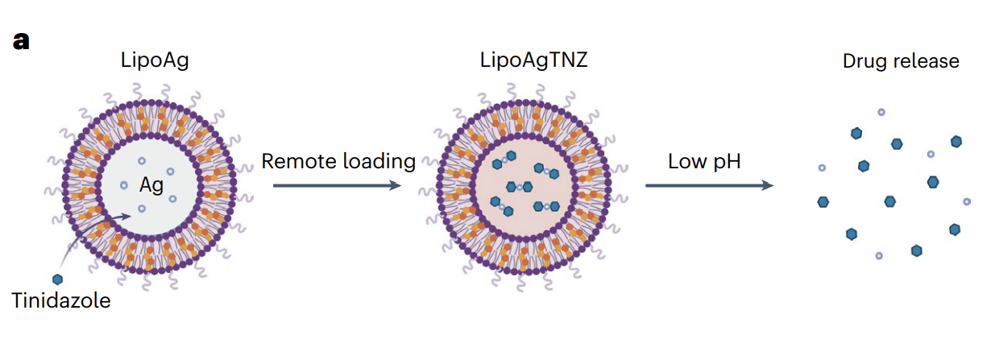 a
LipoAg
LipoAgTNZ
Drug release
Ag
Remote loading
Low pH
Tinidazole